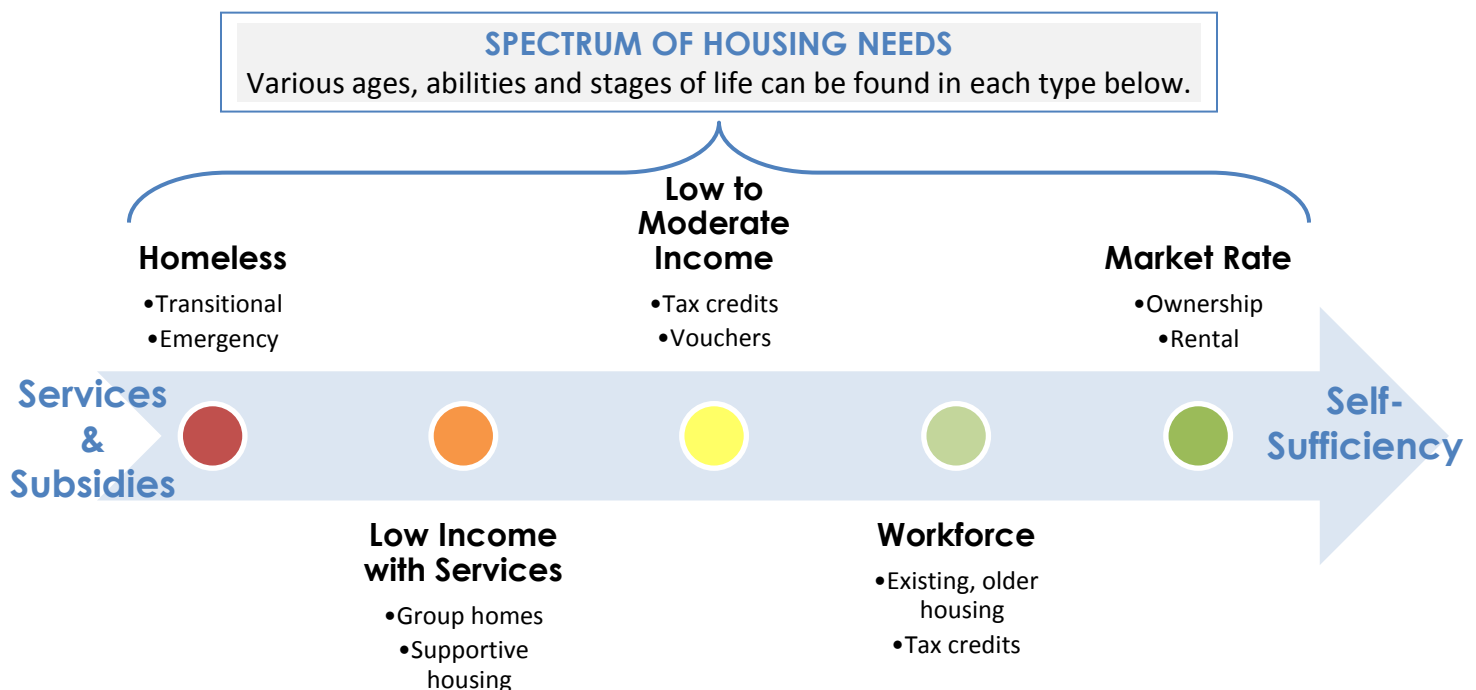 SPECTRUM OF HOUSING NEEDS
Various ages, abilities and stages of life can be found in each type below.
Homeless
•Transitional
•Emergency
Low to
Moderate
Income
•Tax credits
•Vouchers
Market Rate
•Ownership
•Rental
Services
&
Subsidies
Self-
Sufficiency
Low Income
with Services
•Group homes
•Supportive
housing
Workforce
•Existing, older
housing
•Tax credits